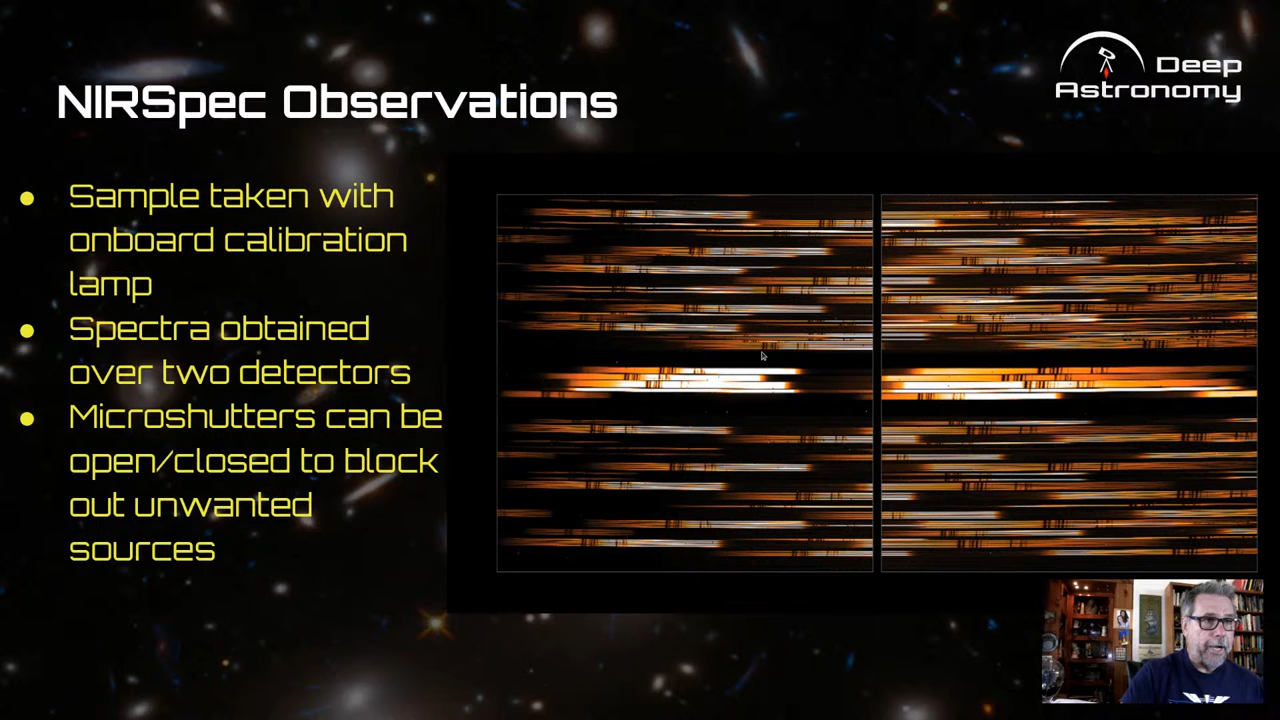 Deep
Astronomy
NIRSpec Observations
● Sample taken with
onboard calibration
lamp
● Spectra obtained
over two detectors
● Microshutters can be
open/closed to block
out unwanted
sources